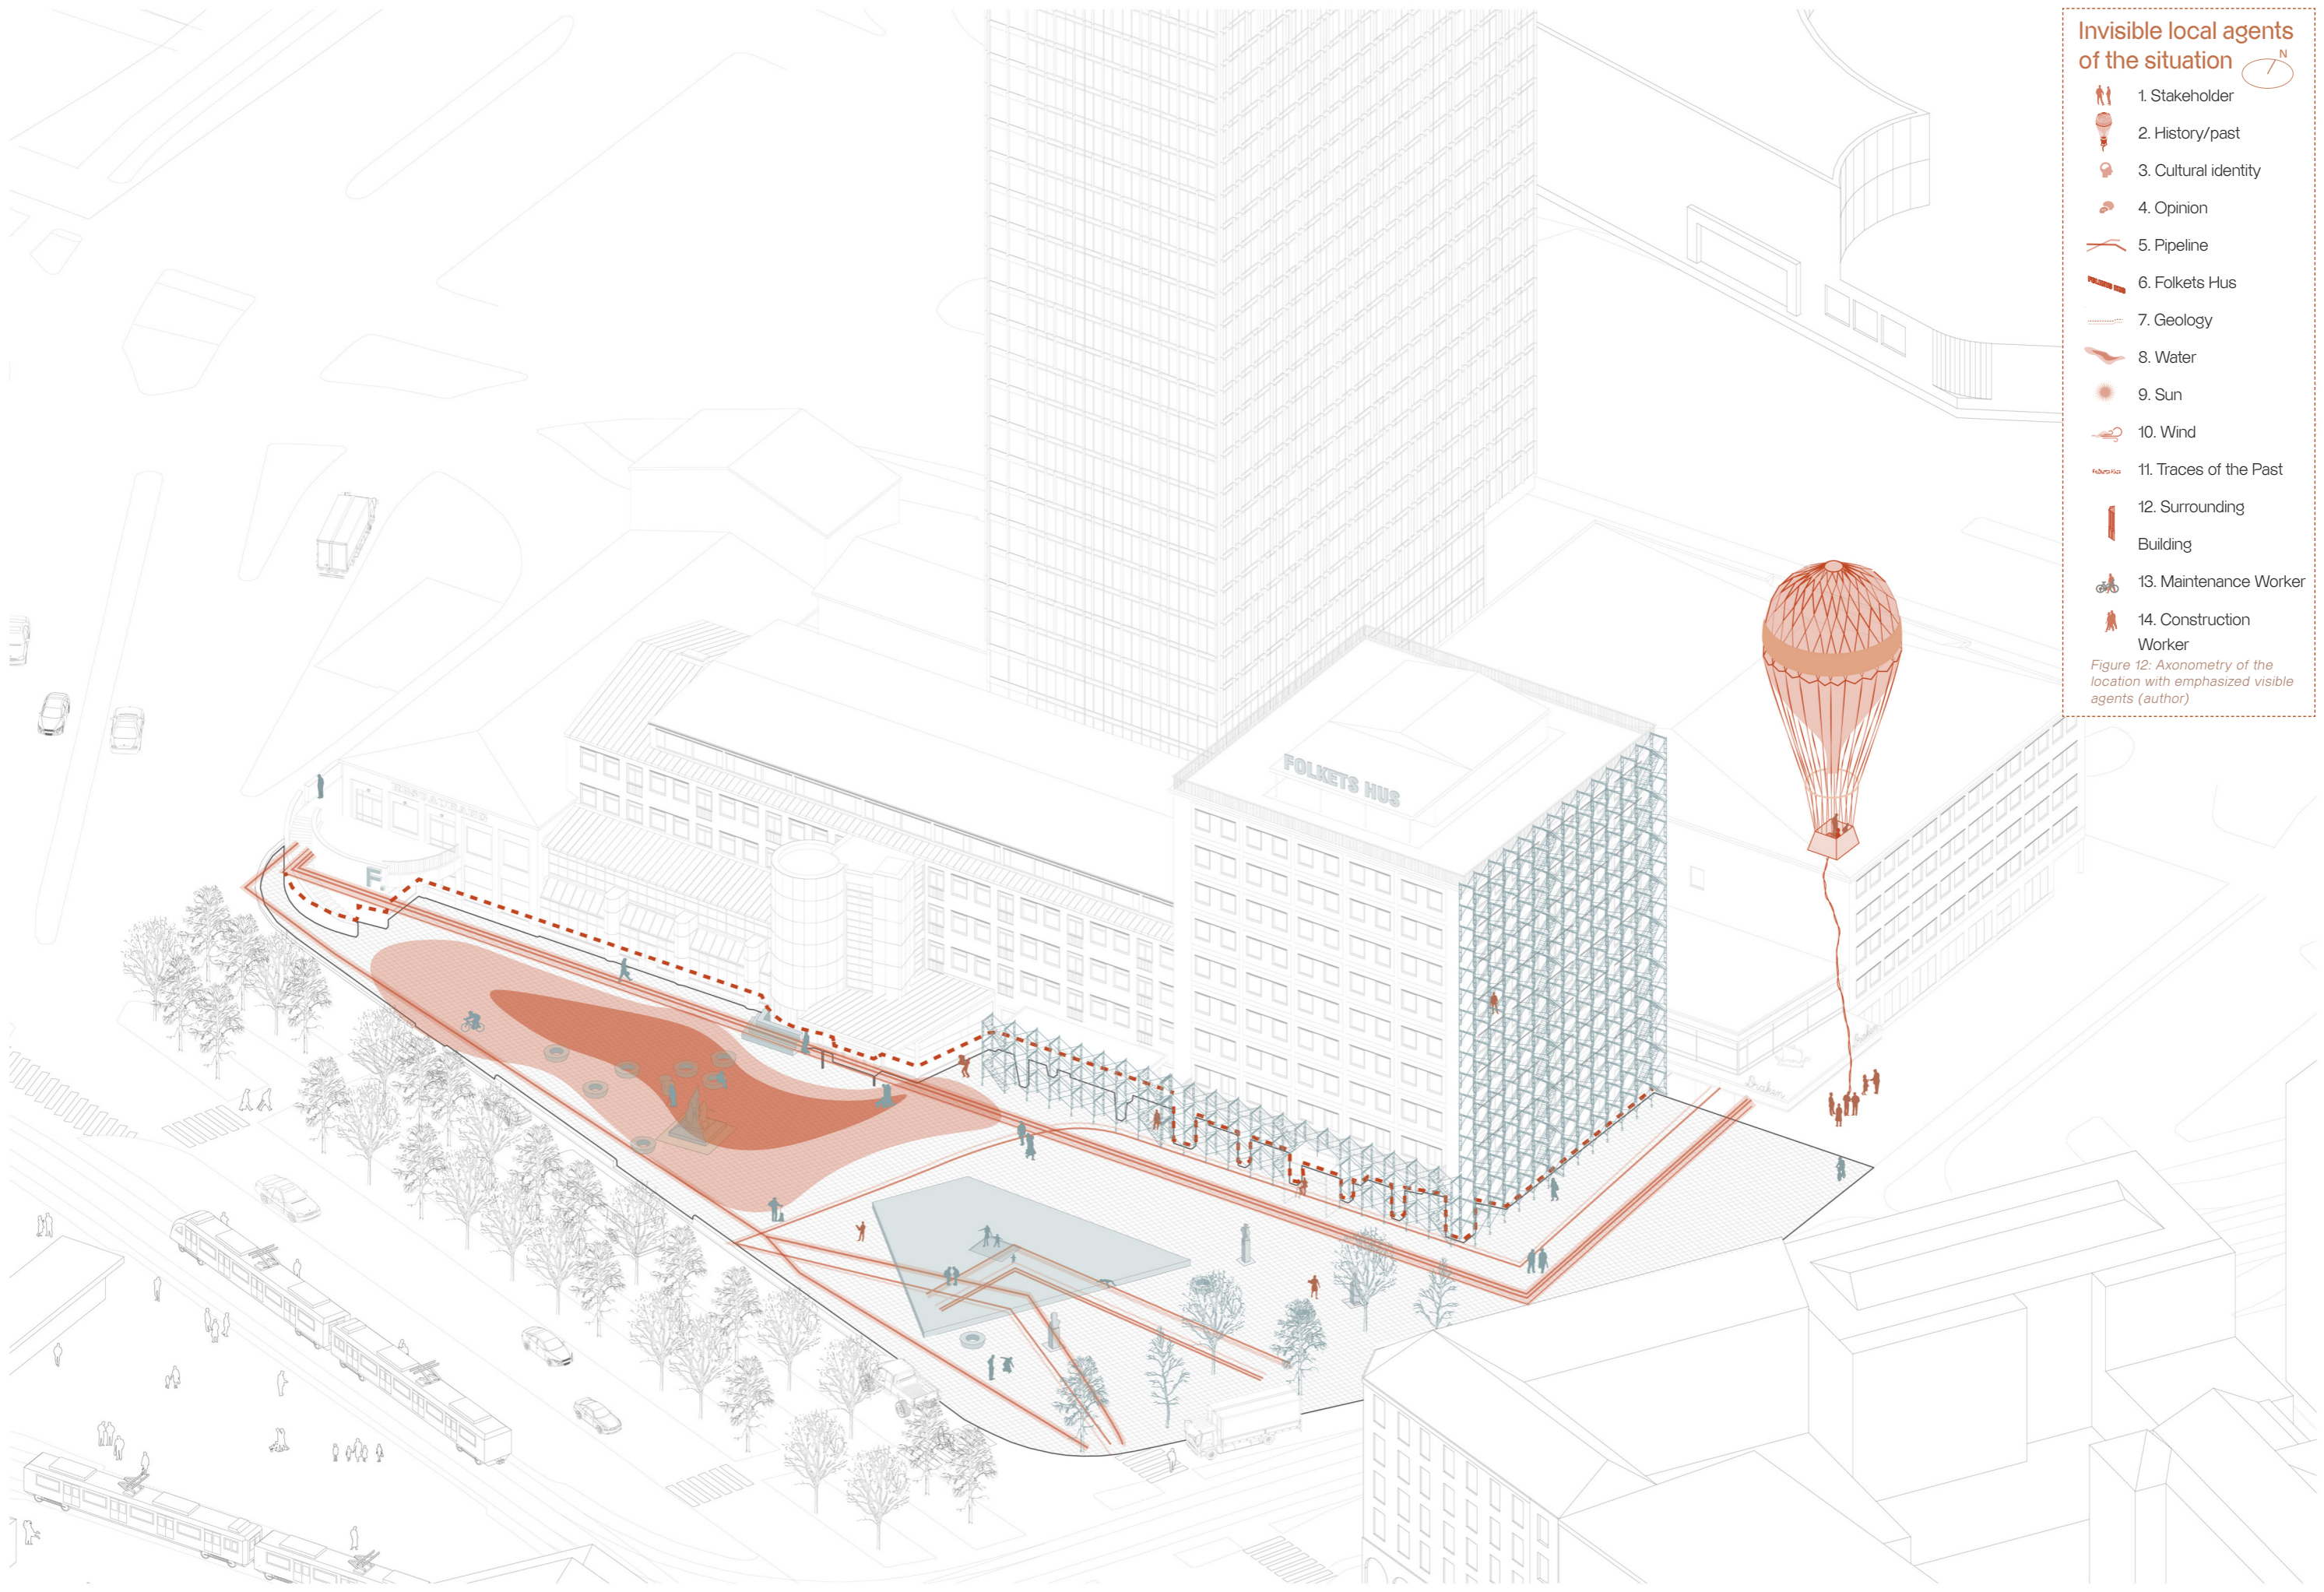 Invisible local agents
of the situation
N
1. Stakeholder
2. History/past
3. Cultural identity
4. Opinion
5. Pipeline
6. Folkets Hus
7. Geology
8. Water
9. Sun
10. Wind
11. Traces of the Past
12. Surrounding
Building
13. Maintenance Worker
14. Construction
Worker
Figure 12: Axonometry of the
location with emphasized visible
agents (author)
FOLKETS HUS
F.